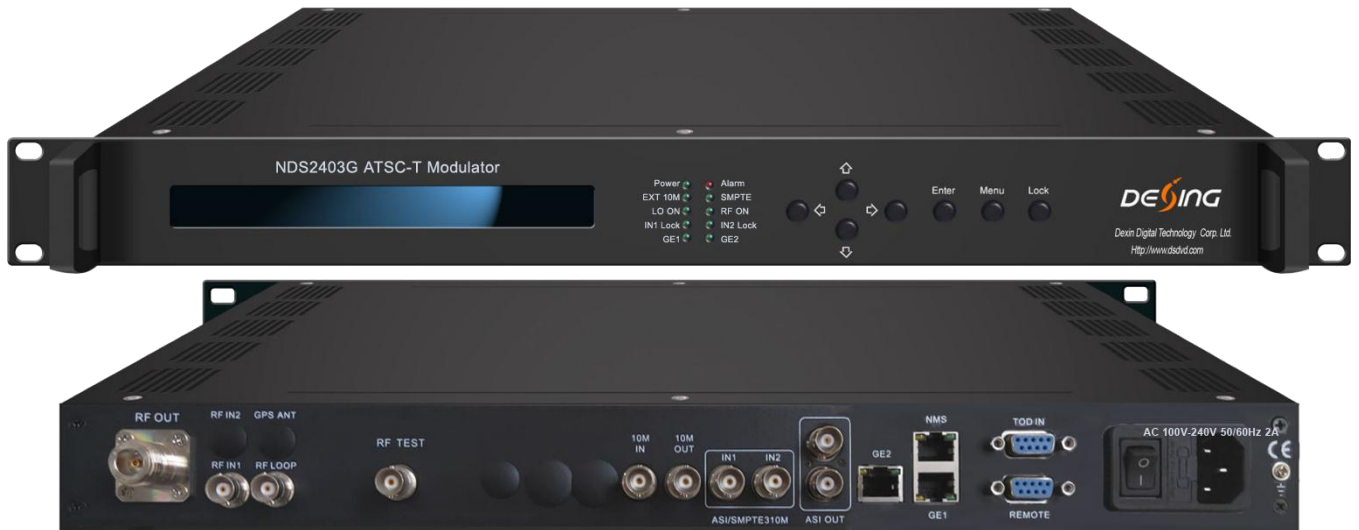 NDS2403G ATSC-T Modulator
Power Alarm
EXT 10M SMPTE
LO ON RF ON
IN1 Lock IN2 Lock
GE1 GE2
Enter Menu Lock
DEXING
Dexin Digital Technology Corp. Ltd.
Http://www.dsdvd.com
RF OUT
RF IN2 GPS ANT
RF IN1 RF LOOP
RF TEST
10M IN
10M OUT
IN1 IN2
ASI/SMPTE310M
ASI OUT
GE2
NMS
GE1
TOD IN
REMOTE
AC 100V-240V 50/60Hz 2A
CE